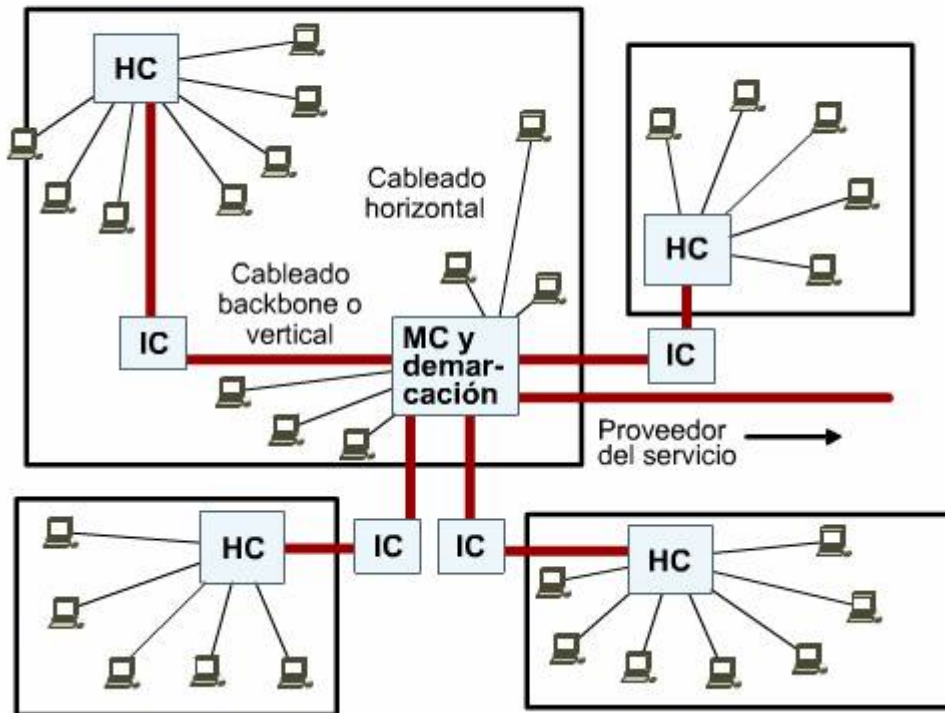 HC
Cableado
horizontal
HC
Cableado
backbone o
vertical
IC
MC y
demar-
cación
IC
Proveedor
del servicio
HC
IC
IC
HC